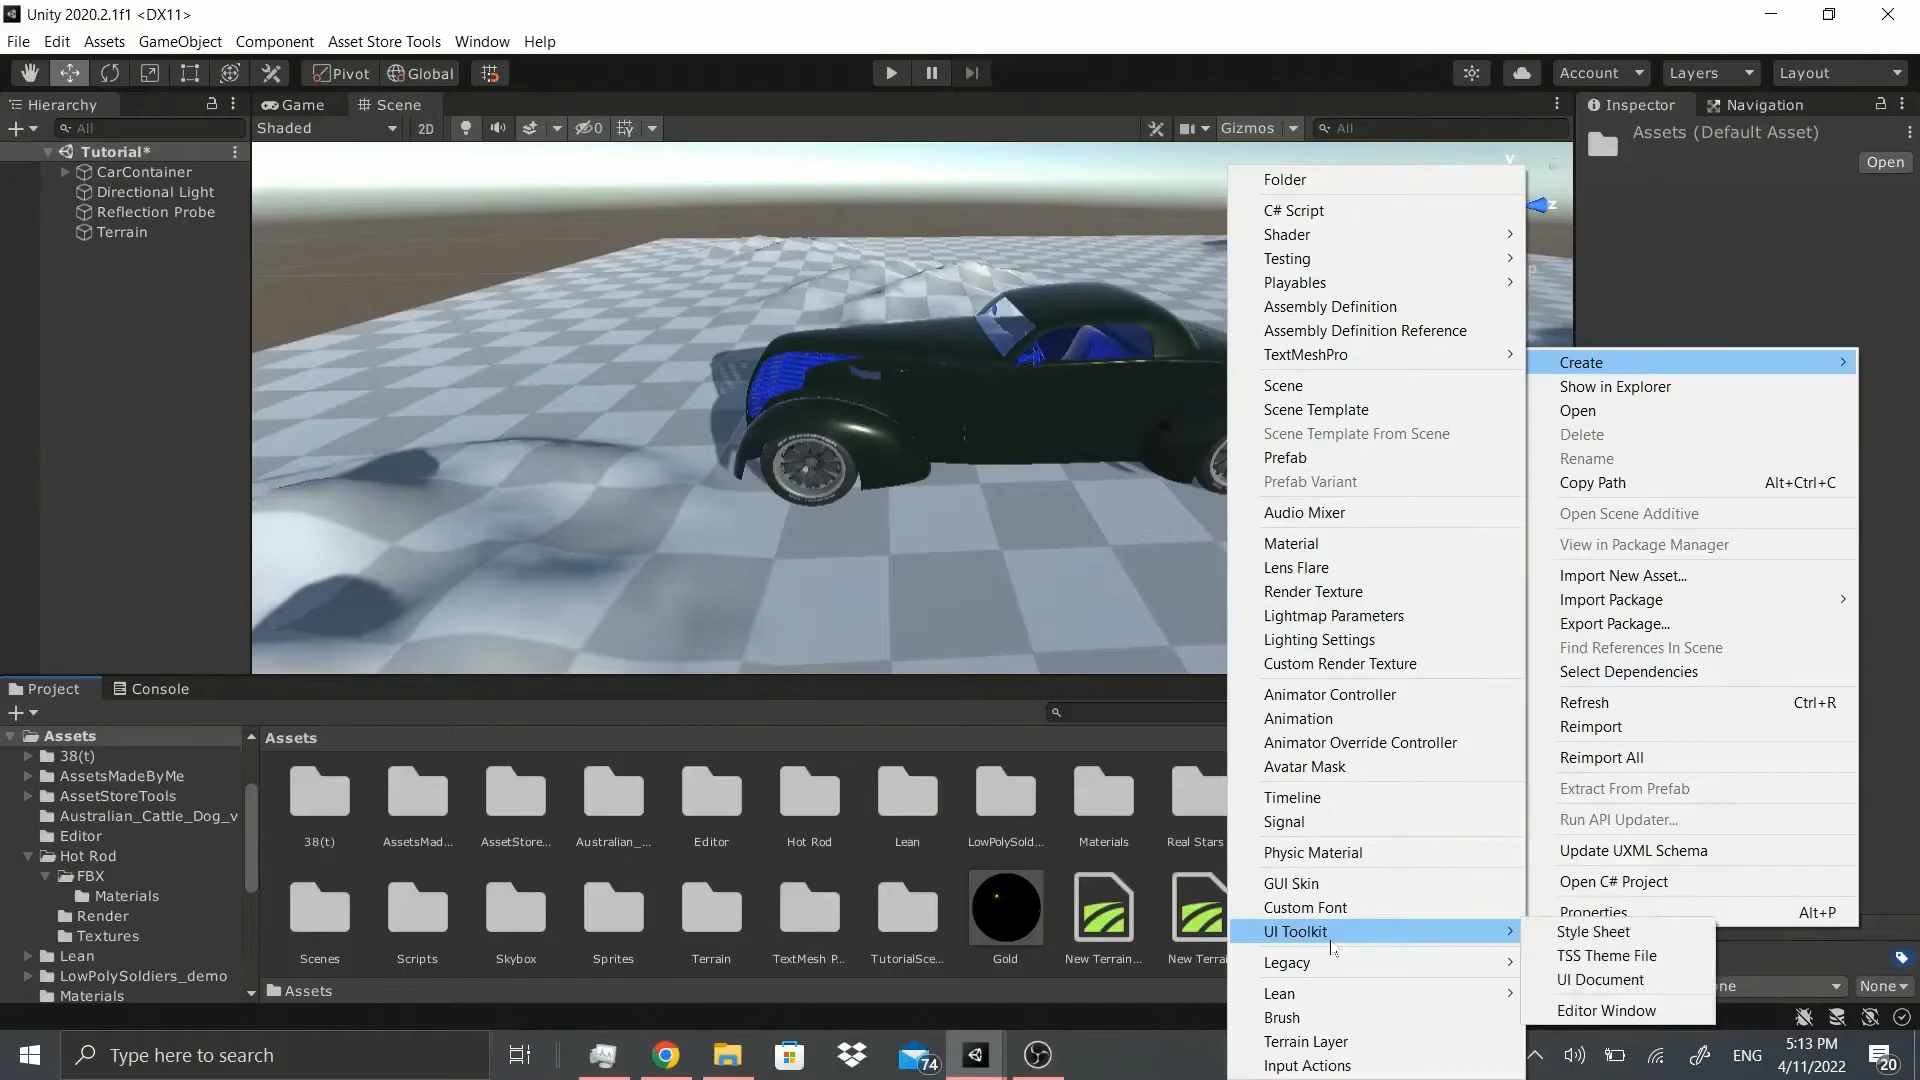 Unity 2020.2.1f1 <DX11>
File Edit Assets GameObject Component Asset Store Tools Window Help
Pivot Global Account Layers Layout
Hierarchy
All
Tutorial*
CarContainer
Directional Light
Reflection Probe
Terrain
Game Scene
Shaded 2D 0 Gizmos All
y
z
Inspector Navigation
Assets (Default Asset)
Open
Folder
C# Script
Shader
Testing
Playables
Assembly Definition
Assembly Definition Reference
TextMeshPro
Scene
Scene Template
Scene Template From Scene
Prefab
Prefab Variant
Audio Mixer
Material
Lens Flare
Render Texture
Lightmap Parameters
Lighting Settings
Custom Render Texture
Animator Controller
Animation
Animator Override Controller
Avatar Mask
Timeline
Signal
Physic Material
GUI Skin
Custom Font
UI Toolkit
Legacy
Lean
Brush
Terrain Layer
Input Actions
Create
Show in Explorer
Open
Delete
Rename
Copy Path Alt+Ctrl+C
Open Scene Additive
View in Package Manager
Import New Asset...
Import Package
Export Package...
Find References In Scene
Select Dependencies
Refresh Ctrl+R
Reimport
Reimport All
Extract From Prefab
Run API Updater...
Update UXML Schema
Open C# Project
Properties Alt+P
Style Sheet
TSS Theme File
UI Document
Editor Window
None
Project Console
Assets
38(t)
AssetsMadeByMe
AssetStoreTools
Australian_Cattle_Dog_v
Editor
Hot Rod
FBX
Materials
Render
Textures
Lean
LowPolySoldiers_demo
Materials
Assets
38(t) AssetsMad... AssetStore... Australian_... Editor Hot Rod Lean LowPolySold... Materials Real Stars
Scenes Scripts Skybox Sprites Terrain TextMesh P... TutorialSce... Gold New Terrain... New Terrai
Assets
Type here to search
74
ENG
5:13 PM
4/11/2022
20